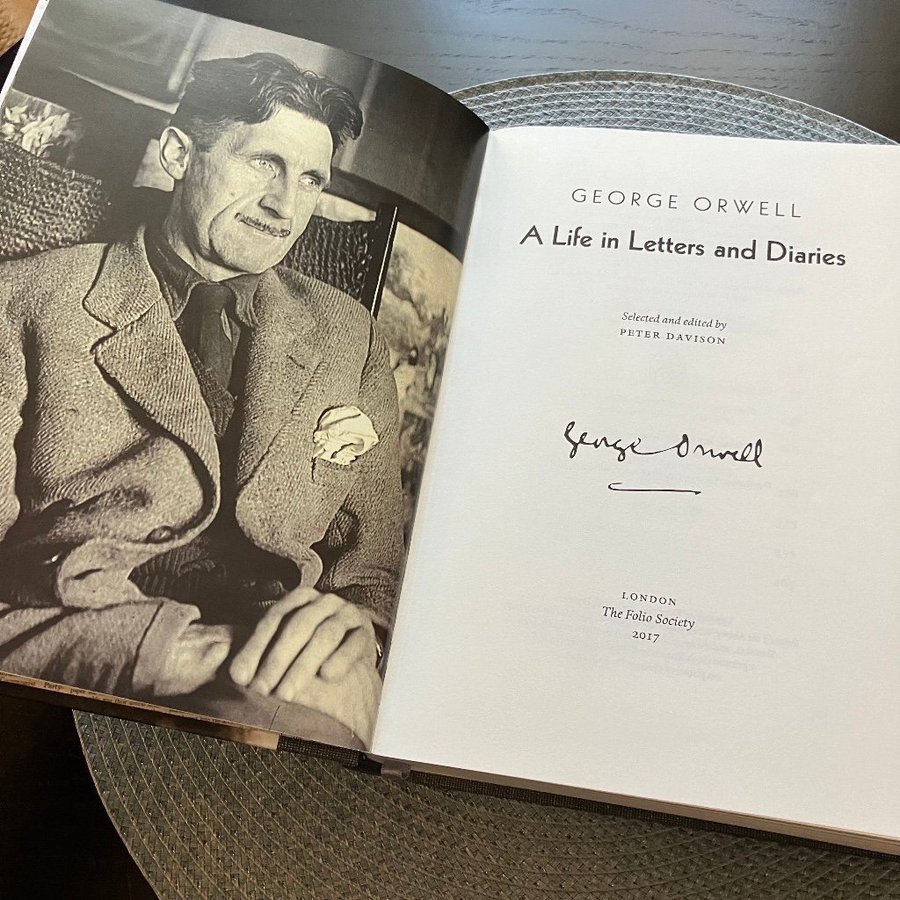 GEORGE ORWELL
A Life in Letters and Diaries
Selected and edited by
PETER DAVISON
George Orwell
LONDON
The Folio Society
2017